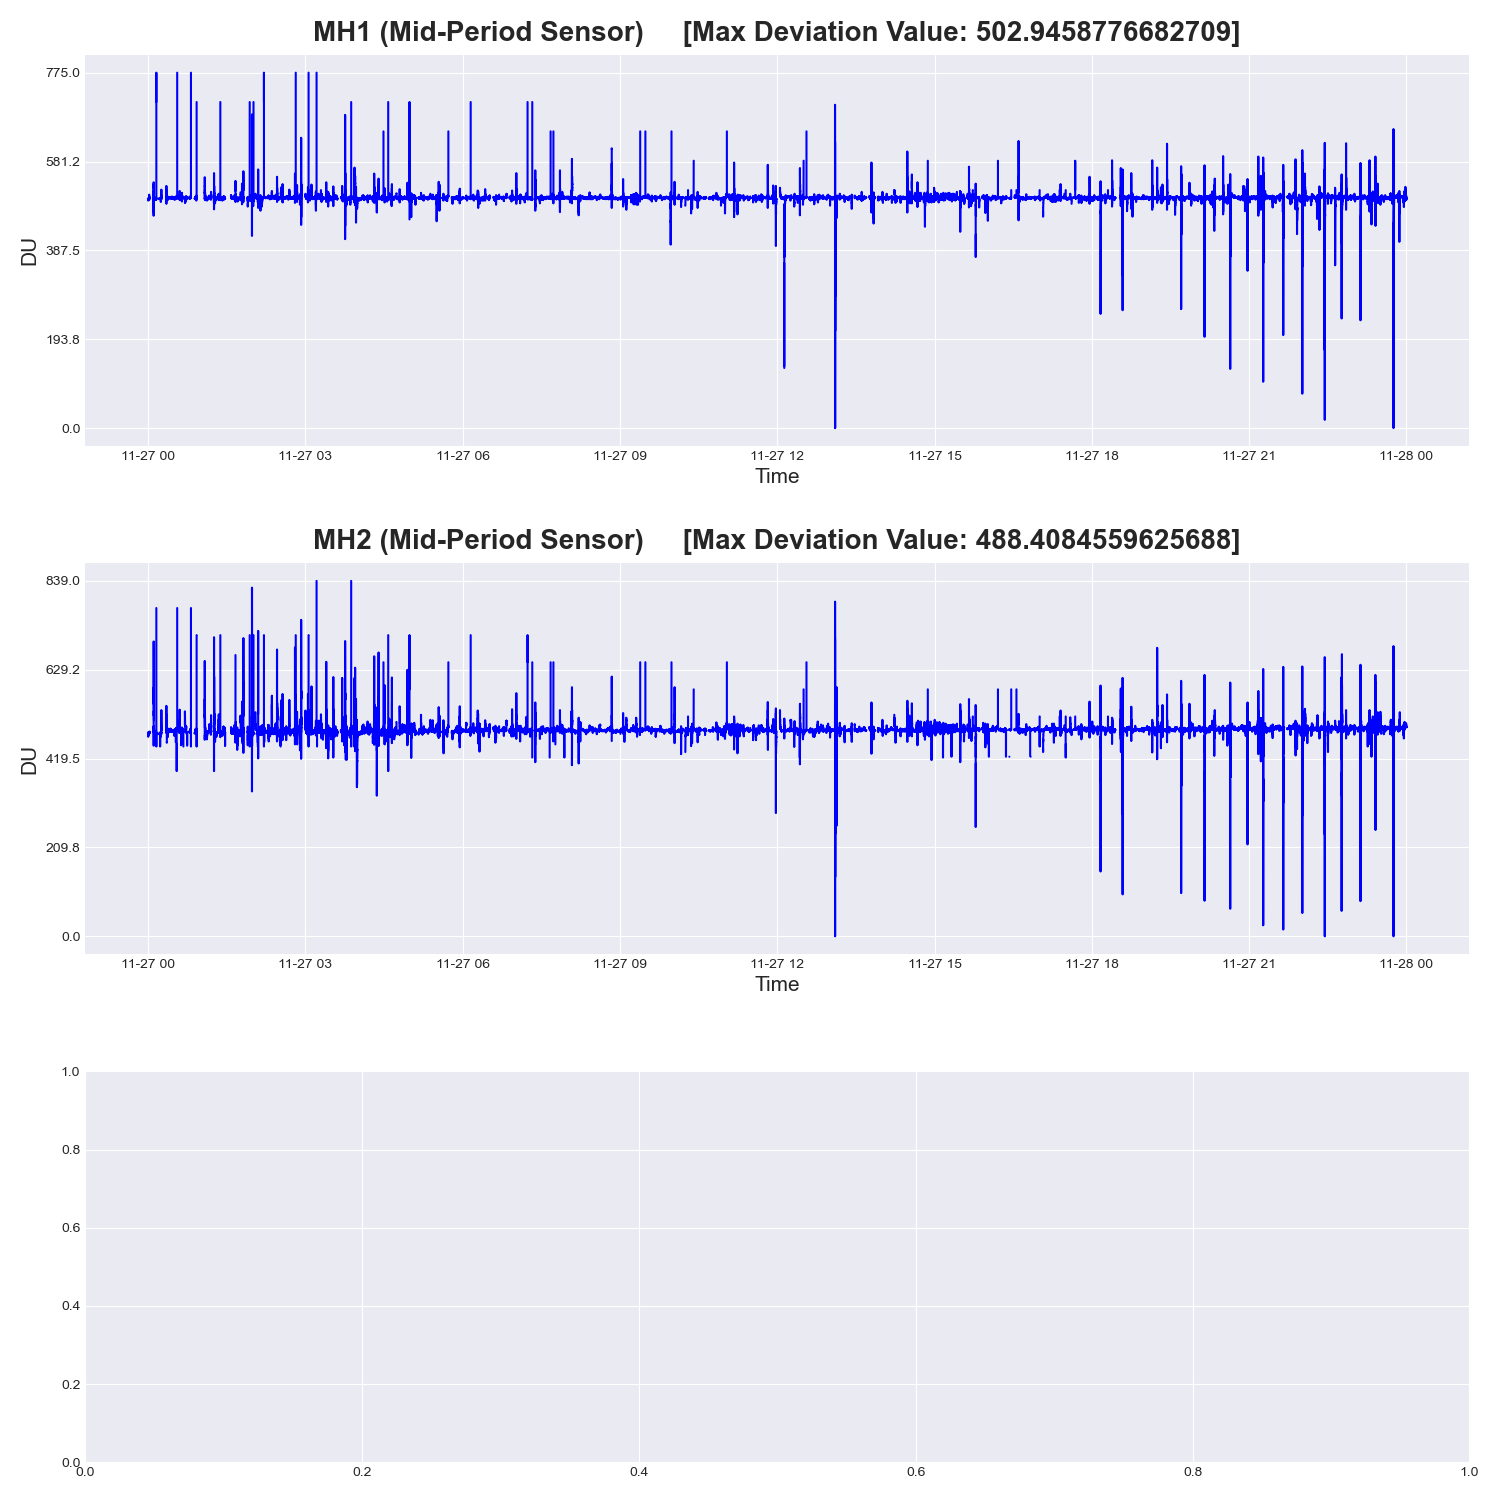 MH1 (Mid-Period Sensor) [Max Deviation Value: 502.9458776682709]
775.0
581.2
387.5
193.8
0.0
DU
11-27 00 11-27 03 11-27 06 11-27 09 11-27 12 11-27 15 11-27 18 11-27 21 11-28 00
Time
MH2 (Mid-Period Sensor) [Max Deviation Value: 488.4084559625688]
839.0
629.2
419.5
209.8
0.0
DU
11-27 00 11-27 03 11-27 06 11-27 09 11-27 12 11-27 15 11-27 18 11-27 21 11-28 00
Time
1.0
0.8
0.6
0.4
0.2
0.0
0.0 0.2 0.4 0.6 0.8 1.0